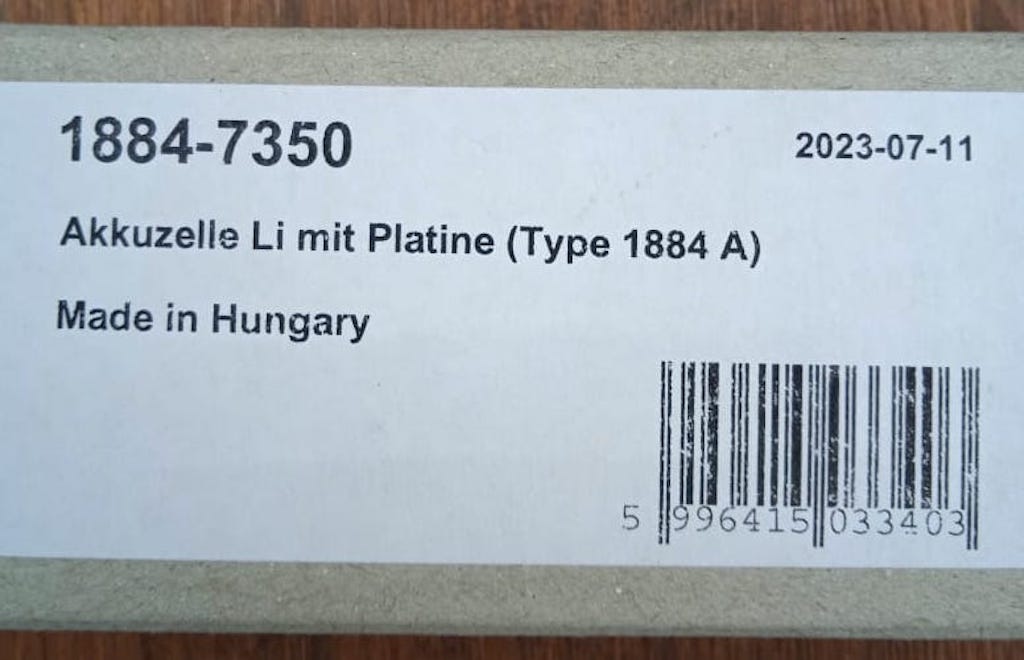 1884-7350
2023-07-11
Akkuzelle Li mit Platine (Type 1884 A)
Made in Hungary
5 996415 033403